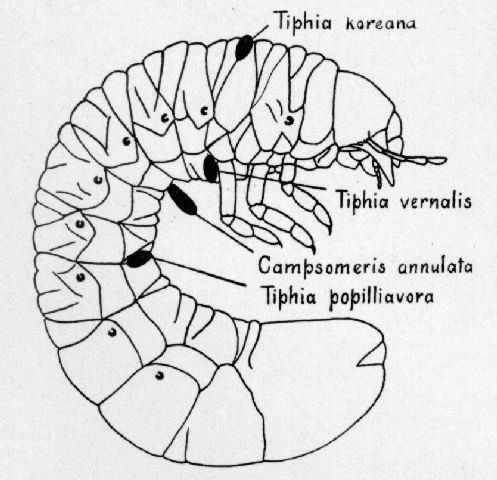 Tiphia koreana
Tiphia vernalis
Campsomeris annulata
Tiphia popilliavora